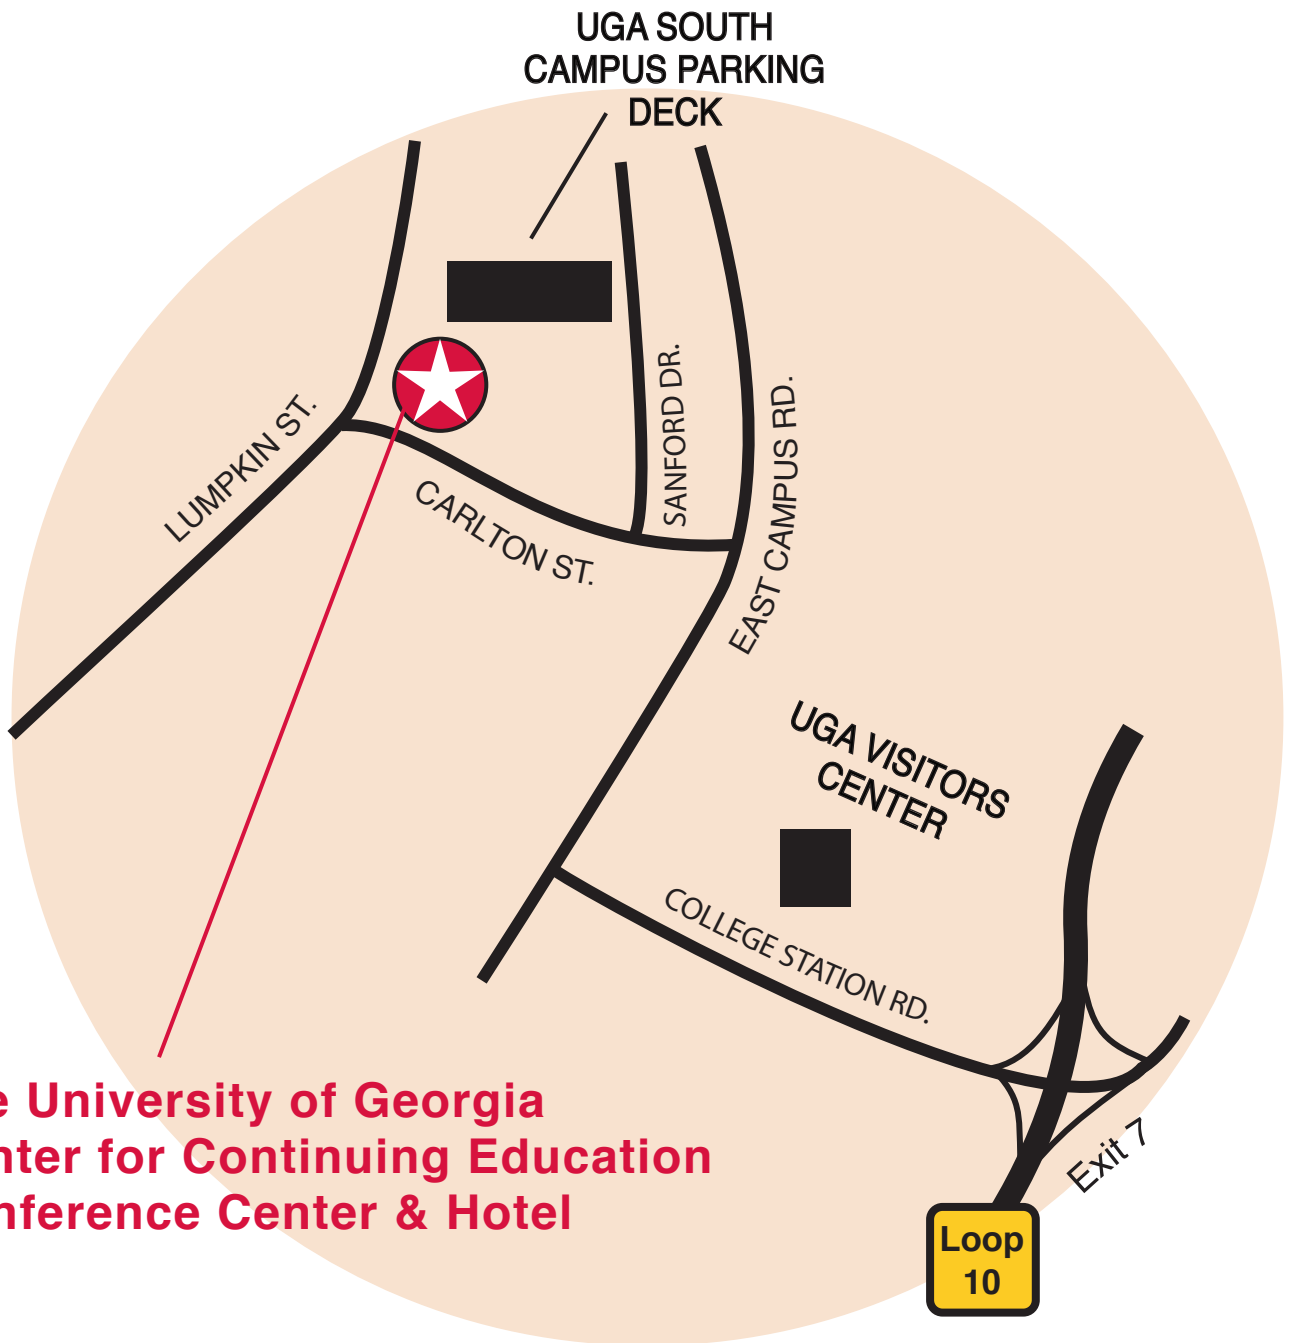 UGA SOUTH
CAMPUS PARKING
DECK
LUMPKIN ST.
CARLTON ST.
SANFORD DR.
EAST CAMPUS RD.
UGA VISITORS
CENTER
COLLEGE STATION RD.
Exit 7
e University of Georgia
nter for Continuing Education
nference Center & Hotel
Loop
10